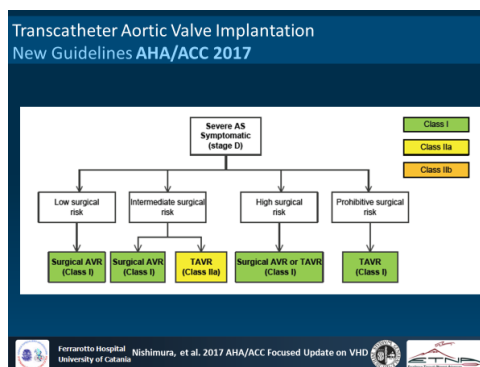 Transcatheter Aortic Valve Implantation
New Guidelines AHA/ACC 2017
Severe AS
Symptomatic
(stage D)
Class I
Class IIa
Class IIb
Low surgical
risk
Intermediate surgical
risk
High surgical
risk
Prohibitive surgical
risk
Surgical AVR
(Class I)
Surgical AVR
(Class I)
TAVR
(Class IIa)
Surgical AVR or TAVR
(Class I)
TAVR
(Class I)
Ferrarotto Hospital
University of Catania
Nishimura, et al. 2017 AHA/ACC Focused Update on VHD
ETNA